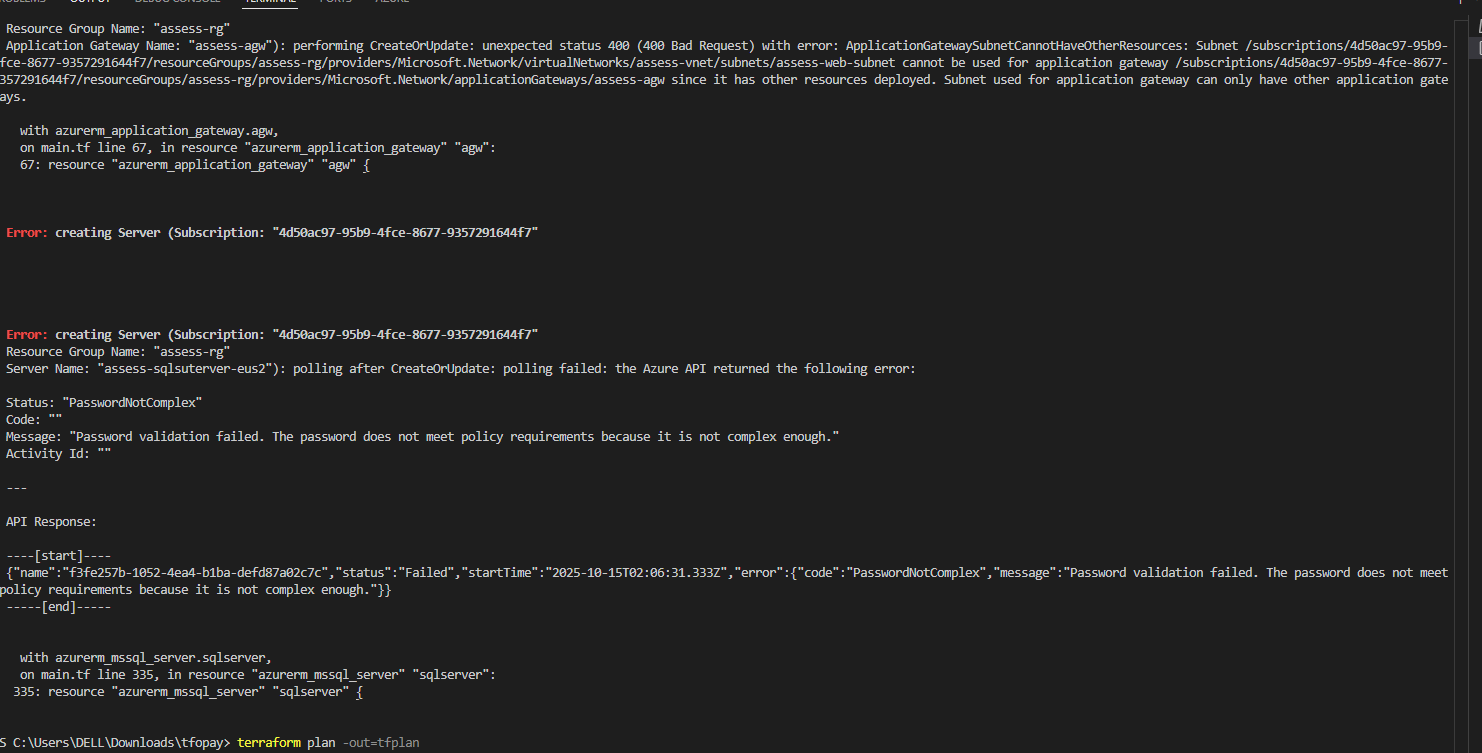 OUTPUT TERMINAL PORTS AZURE
Resource Group Name: "assess-rg"
Application Gateway Name: "assess-agw"): performing CreateOrUpdate: unexpected status 400 (400 Bad Request) with error: ApplicationGatewaySubnetCannotHaveOtherResources: Subnet /subscriptions/4d50ac97-95b9-
fce-8677-9357291644f7/resourceGroups/assess-rg/providers/Microsoft.Network/virtualNetworks/assess-vnet/subnets/assess-web-subnet cannot be used for application gateway /subscriptions/4d50ac97-95b9-4fce-8677-
357291644f7/resourceGroups/assess-rg/providers/Microsoft.Network/applicationGateways/assess-agw since it has other resources deployed. Subnet used for application gateway can only have other application gate
ays.
with azurerm_application_gateway.agw,
on main.tf line 67, in resource "azurerm_application_gateway" "agw":
67: resource "azurerm_application_gateway" "agw" {
Error: creating Server (Subscription: "4d50ac97-95b9-4fce-8677-9357291644f7"
Error: creating Server (Subscription: "4d50ac97-95b9-4fce-8677-9357291644f7"
Resource Group Name: "assess-rg"
Server Name: "assess-sqlsuterver-eus2"): polling after CreateOrUpdate: polling failed: the Azure API returned the following error:
Status: "PasswordNotComplex"
Code: ""
Message: "Password validation failed. The password does not meet policy requirements because it is not complex enough."
Activity Id: ""
---
API Response:
----[start]----
{"name":"f3fe257b-1052-4ea4-b1ba-defd87a02c7c","status":"Failed","startTime":"2025-10-15T02:06:31.333Z","error":{"code":"PasswordNotComplex","message":"Password validation failed. The password does not meet
policy requirements because it is not complex enough."}}
-----[end]-----
with azurerm_mssql_server.sqlserver,
on main.tf line 335, in resource "azurerm_mssql_server" "sqlserver":
335: resource "azurerm_mssql_server" "sqlserver" {
S C:\Users\DELL\Downloads\tfopay> terraform plan -out=tfplan